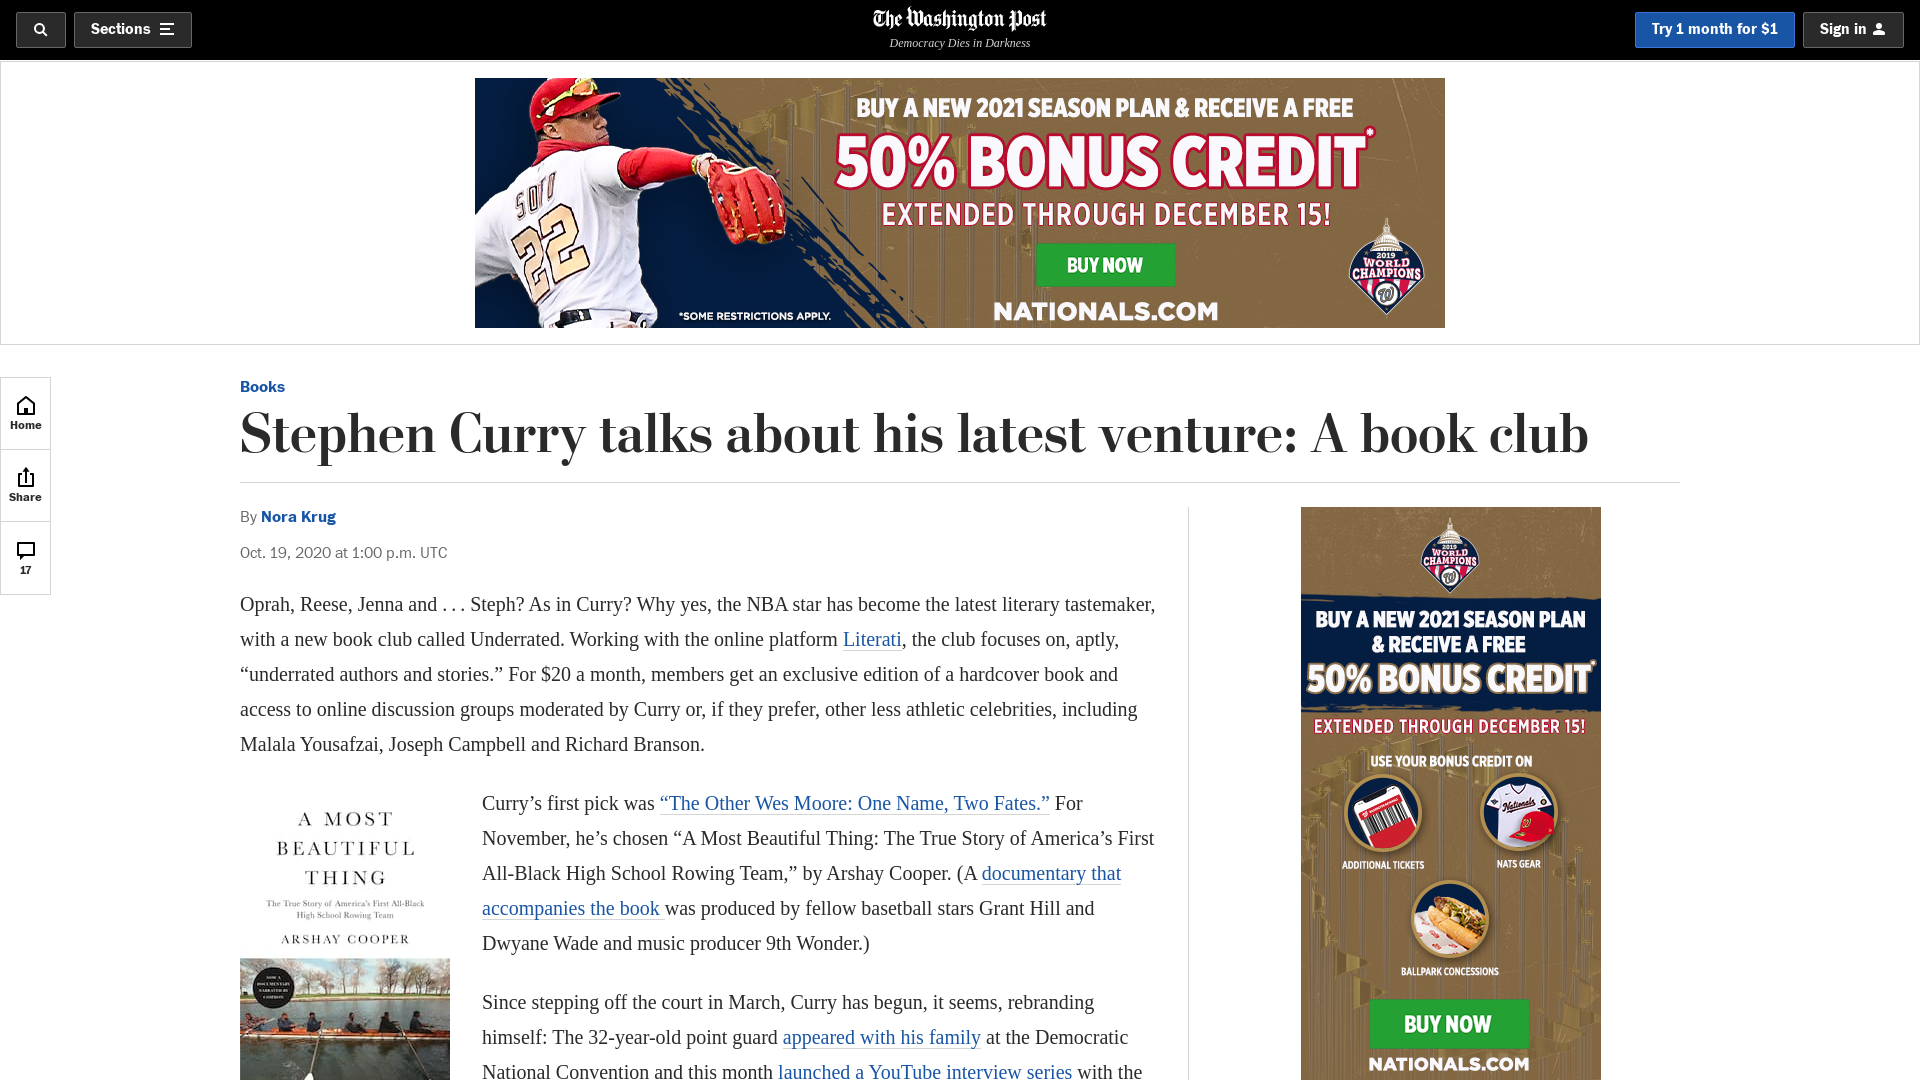 Sections
The Washington Post
Democracy Dies in Darkness
Try 1 month for $1
Sign in
SOTO
22
BUY A NEW 2021 SEASON PLAN & RECEIVE A FREE
50% BONUS CREDIT*
EXTENDED THROUGH DECEMBER 15!
BUY NOW
NATIONALS.COM
*SOME RESTRICTIONS APPLY.
2019
WORLD
CHAMPIONS
W
Home
Share
17
Books
Stephen Curry talks about his latest venture: A book club
By Nora Krug
Oct. 19, 2020 at 1:00 p.m. UTC
Oprah, Reese, Jenna and . . . Steph? As in Curry? Why yes, the NBA star has become the latest literary tastemaker,
with a new book club called Underrated. Working with the online platform Literati, the club focuses on, aptly,
“underrated authors and stories.” For $20 a month, members get an exclusive edition of a hardcover book and
access to online discussion groups moderated by Curry or, if they prefer, other less athletic celebrities, including
Malala Yousafzai, Joseph Campbell and Richard Branson.
A MOST
BEAUTIFUL
THING
The True Story of America's First All-Black
High School Rowing Team
ARSHAY COOPER
NOW A
DOCUMENTARY
NARRATED BY
COMMON
Curry’s first pick was “The Other Wes Moore: One Name, Two Fates.” For
November, he’s chosen “A Most Beautiful Thing: The True Story of America’s First
All-Black High School Rowing Team,” by Arshay Cooper. (A documentary that
accompanies the book was produced by fellow basetball stars Grant Hill and
Dwyane Wade and music producer 9th Wonder.)
Since stepping off the court in March, Curry has begun, it seems, rebranding
himself: The 32-year-old point guard appeared with his family at the Democratic
National Convention and this month launched a YouTube interview series with the
2019
WORLD
CHAMPIONS
W
BUY A NEW 2021 SEASON PLAN
& RECEIVE A FREE
50% BONUS CREDIT*
EXTENDED THROUGH DECEMBER 15!
USE YOUR BONUS CREDIT ON
Nationals
W
ADDITIONAL TICKETS
NATS GEAR
BALLPARK CONCESSIONS
BUY NOW
NATIONALS.COM